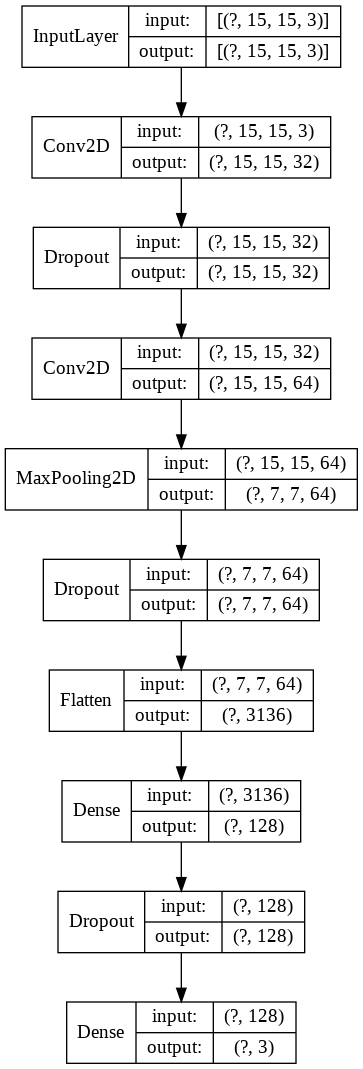 InputLayer
input: [(?, 15, 15, 3)]
output: [(?, 15, 15, 3)]
Conv2D
input: (?, 15, 15, 3)
output: (?, 15, 15, 32)
Dropout
input: (?, 15, 15, 32)
output: (?, 15, 15, 32)
Conv2D
input: (?, 15, 15, 32)
output: (?, 15, 15, 64)
MaxPooling2D
input: (?, 15, 15, 64)
output: (?, 7, 7, 64)
Dropout
input: (?, 7, 7, 64)
output: (?, 7, 7, 64)
Flatten
input: (?, 7, 7, 64)
output: (?, 3136)
Dense
input: (?, 3136)
output: (?, 128)
Dropout
input: (?, 128)
output: (?, 128)
Dense
input: (?, 128)
output: (?, 3)